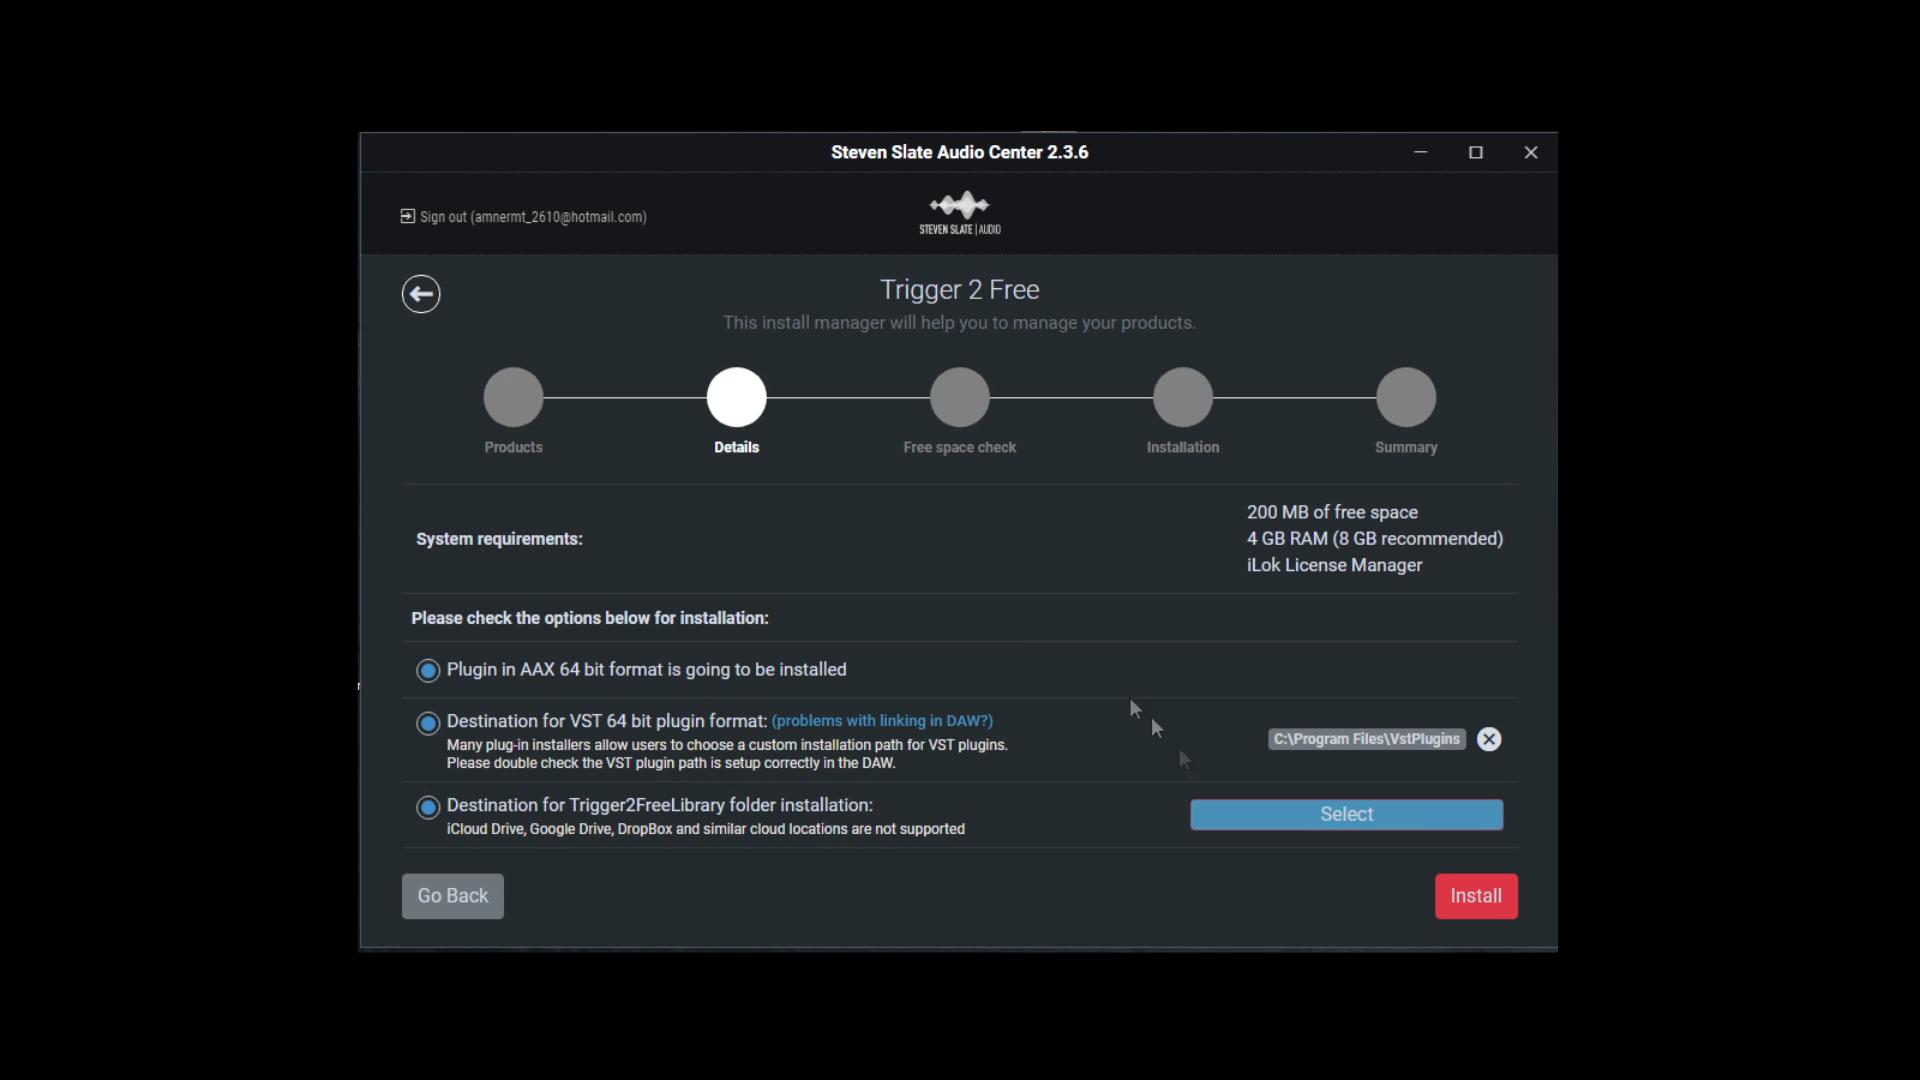 Steven Slate Audio Center 2.3.6
Sign out (amnermt_2610@hotmail.com)
STEVEN SLATE | AUDIO
Trigger 2 Free
This install manager will help you to manage your products.
Products
Details
Free space check
Installation
Summary
System requirements:
200 MB of free space
4 GB RAM (8 GB recommended)
iLok License Manager
Please check the options below for installation:
Plugin in AAX 64 bit format is going to be installed
Destination for VST 64 bit plugin format: (problems with linking in DAW?)
Many plug-in installers allow users to choose a custom installation path for VST plugins.
Please double check the VST plugin path is setup correctly in the DAW.
C:\Program Files\VstPlugins
Destination for Trigger2FreeLibrary folder installation:
iCloud Drive, Google Drive, DropBox and similar cloud locations are not supported
Select
Go Back
Install